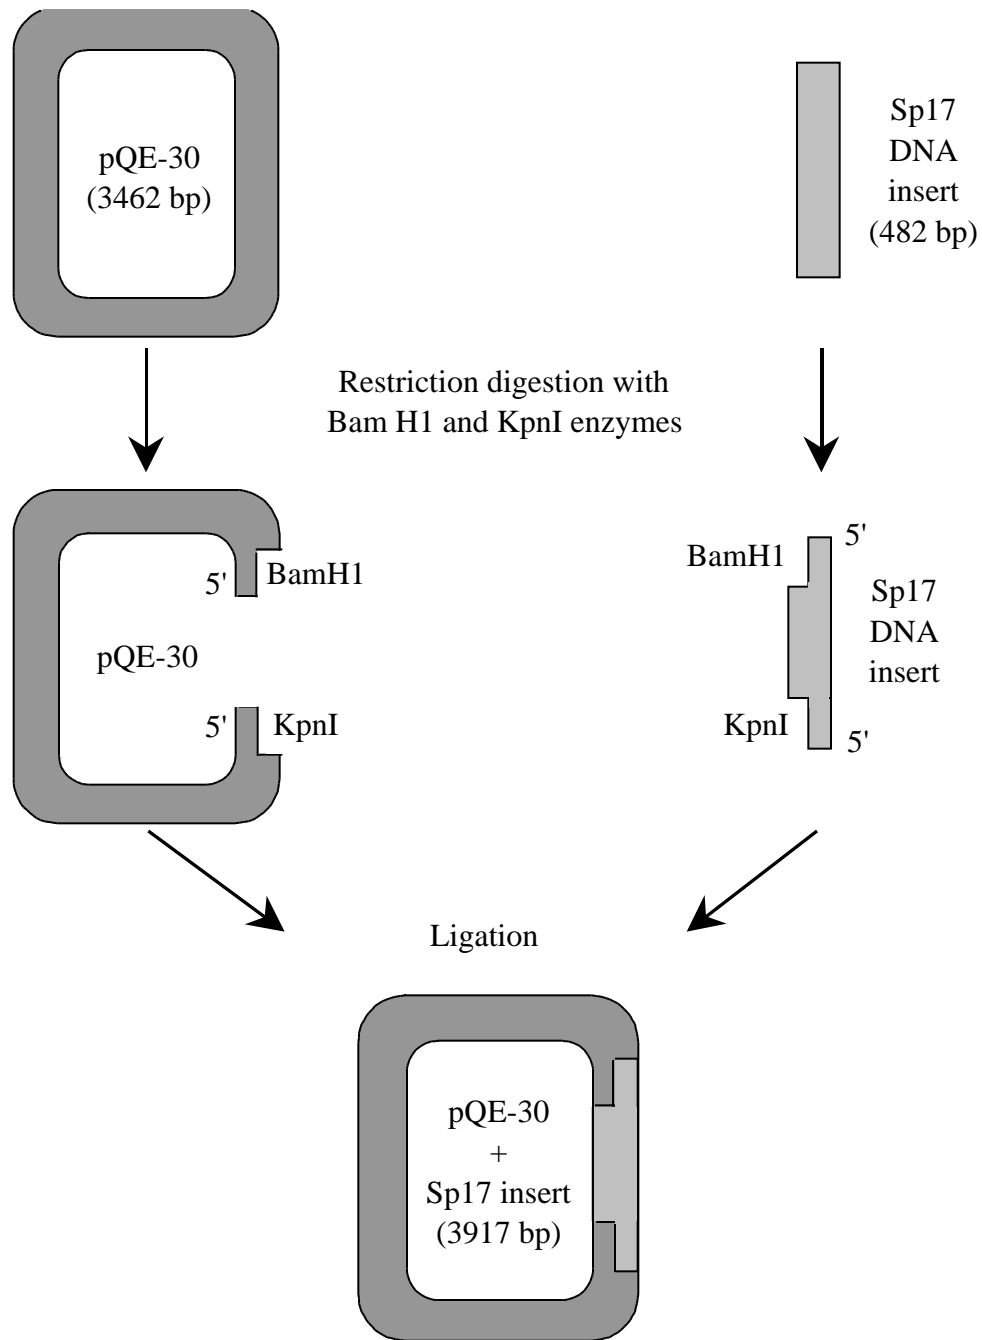 pQE-30
(3462 bp)
Sp17
DNA
insert
(482 bp)
Restriction digestion with
Bam H1 and KpnI enzymes
5'
BamH1
pQE-30
5'
KpnI
BamH1
5'
Sp17
DNA
insert
KpnI
5'
Ligation
pQE-30
+
Sp17 insert
(3917 bp)